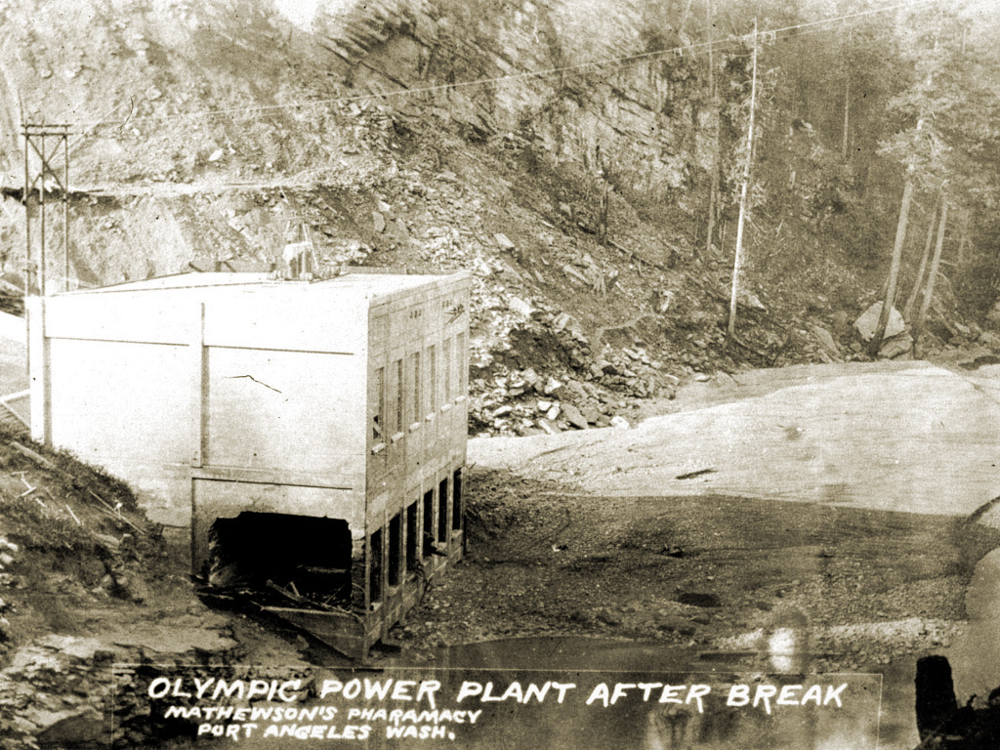 OLYMPIC POWER PLANT AFTER BREAK
MATHEWSON'S PHARAMACY
PORT ANGELES WASH.